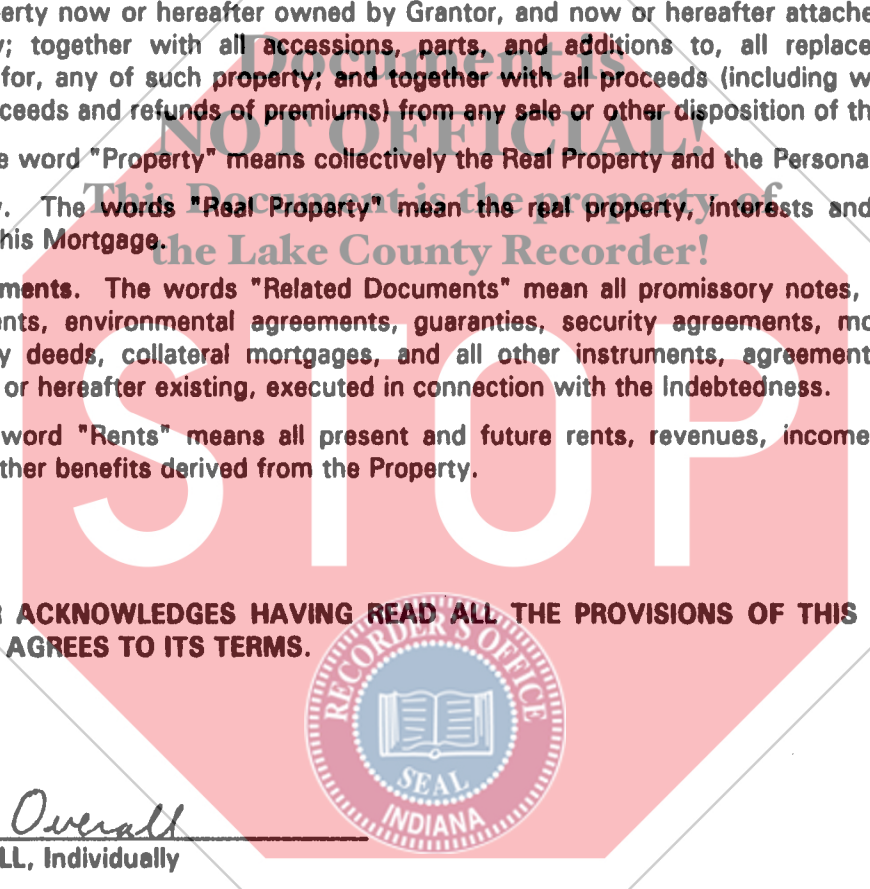 erty now or hereafter owned by Grantor, and now or hereafter attache
y; together with all accessions, parts, and additions to, all replace
for, any of such property; and together with all proceeds (including w
ceeds and refunds of premiums) from any sale or other disposition of th
e word "Property" means collectively the Real Property and the Persona
y. The words "Real Property" mean the real property, interests and
his Mortgage.
ments. The words "Related Documents" mean all promissory notes,
nts, environmental agreements, guaranties, security agreements, mo
y deeds, collateral mortgages, and all other instruments, agreement
or hereafter existing, executed in connection with the Indebtedness.
word "Rents" means all present and future rents, revenues, income
ther benefits derived from the Property.
R ACKNOWLEDGES HAVING READ ALL THE PROVISIONS OF THIS
AGREES TO ITS TERMS.
Overall
LL, Individually
Document is
NOT OFFICIAL!
This Document is the property of
the Lake County Recorder!
STOP
RECORDER'S OFFICE
SEAL
INDIANA